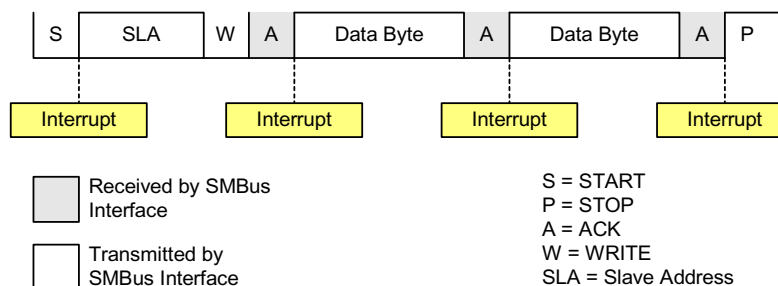 S SLA W A Data Byte A Data Byte A P
Interrupt Interrupt Interrupt Interrupt
Received by SMBus
Interface
Transmitted by
SMBus Interface
S = START
P = STOP
A = ACK
W = WRITE
SLA = Slave Address